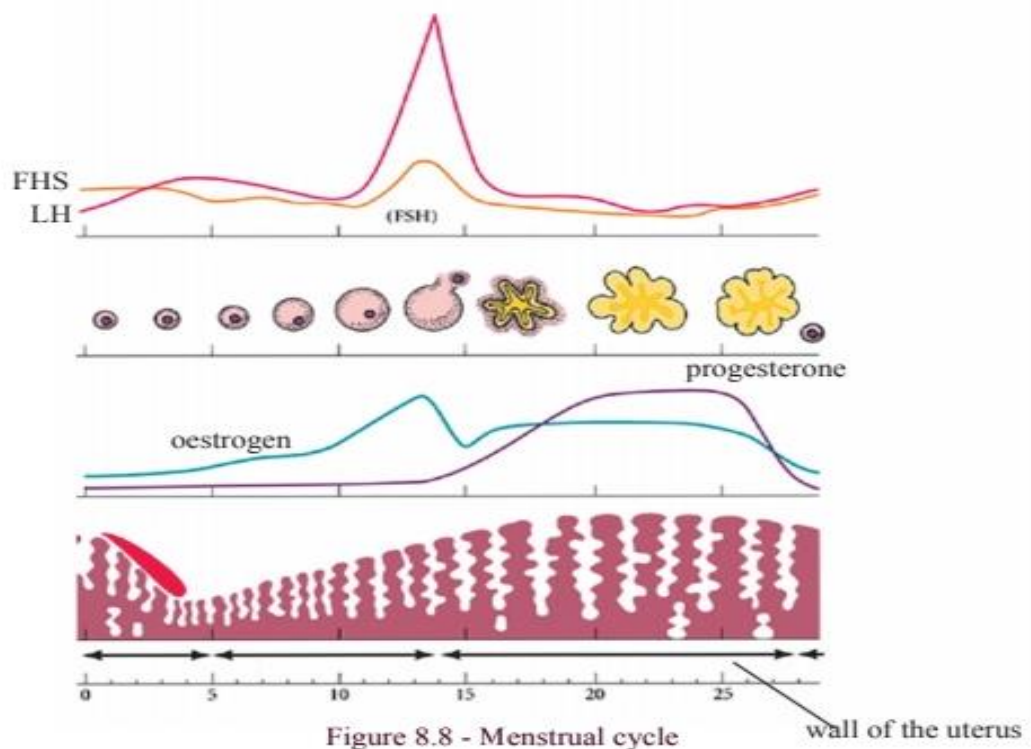 FHS
LH
(FSH)
progesterone
oestrogen
0 5 10 15 20 25
wall of the uterus
Figure 8.8 - Menstrual cycle